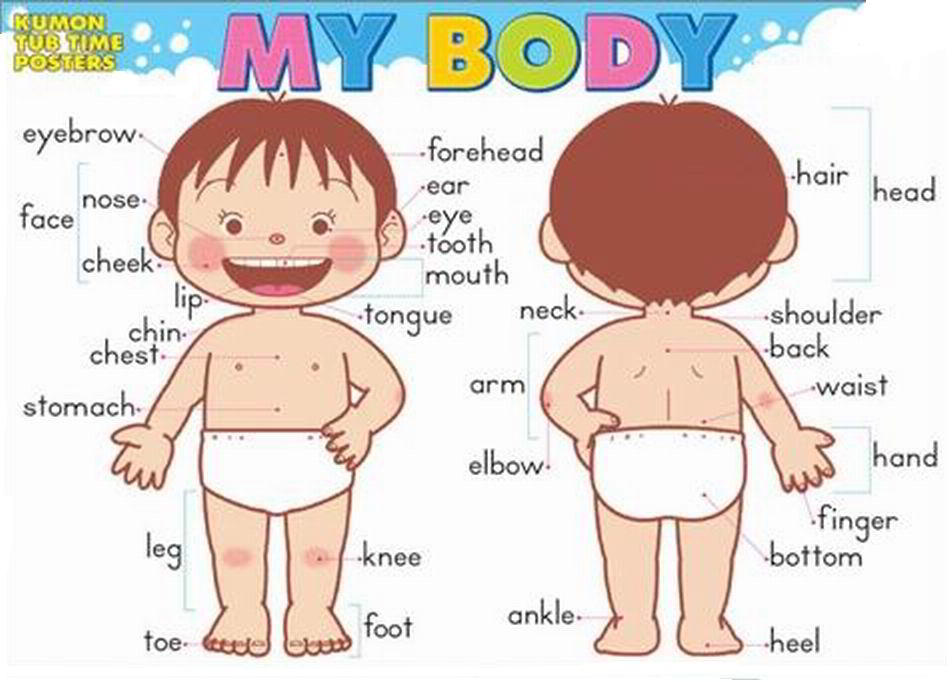 KUMON
TUB TIME
POSTERS
MY BODY
eyebrow
forehead
ear
nose
face
eye
tooth
cheek
mouth
lip
tongue
chin
chest
stomach
leg
knee
foot
toe
hair
head
neck
shoulder
back
arm
waist
elbow
hand
finger
bottom
ankle
heel